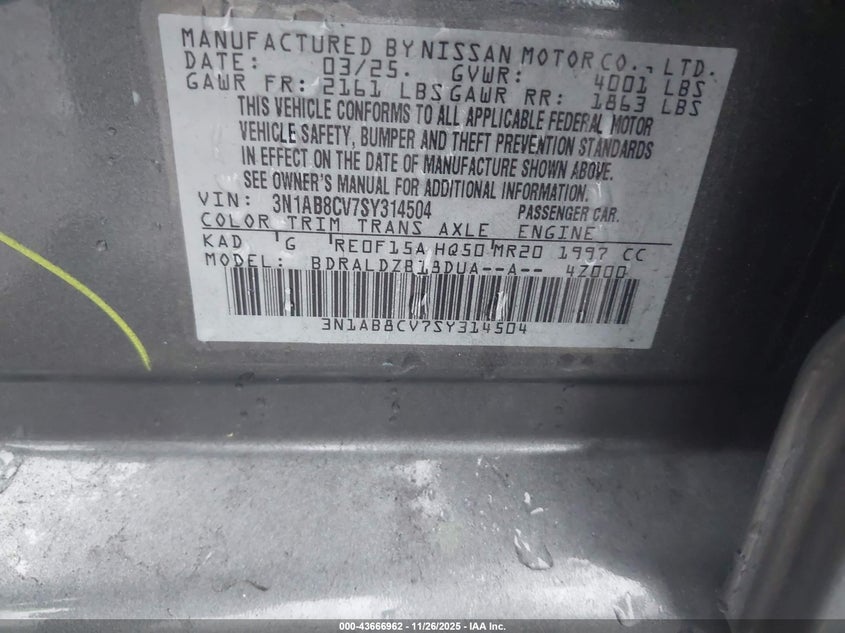 MANUFACTURED BY NISSAN MOTOR CO., LTD.
DATE: 03/25. GVWR: 4001 LBS
GAWR FR: 2161 LBS GAWR RR: 1863 LBS
THIS VEHICLE CONFORMS TO ALL APPLICABLE FEDERAL MOTOR
VEHICLE SAFETY, BUMPER AND THEFT PREVENTION STANDARDS
IN EFFECT ON THE DATE OF MANUFACTURE SHOWN ABOVE.
SEE OWNER'S MANUAL FOR ADDITIONAL INFORMATION.
VIN: 3N1AB8CV7SY314504 PASSENGER CAR.
COLOR TRIM TRANS AXLE ENGINE
KAD G RE0F15A HQ50 MR20 1997 CC
MODEL: BDRALDZB13DUA--A-- 4Z000
3N1AB8CV7SY314504
000-43666962 - 11/26/2025 - IAA Inc.